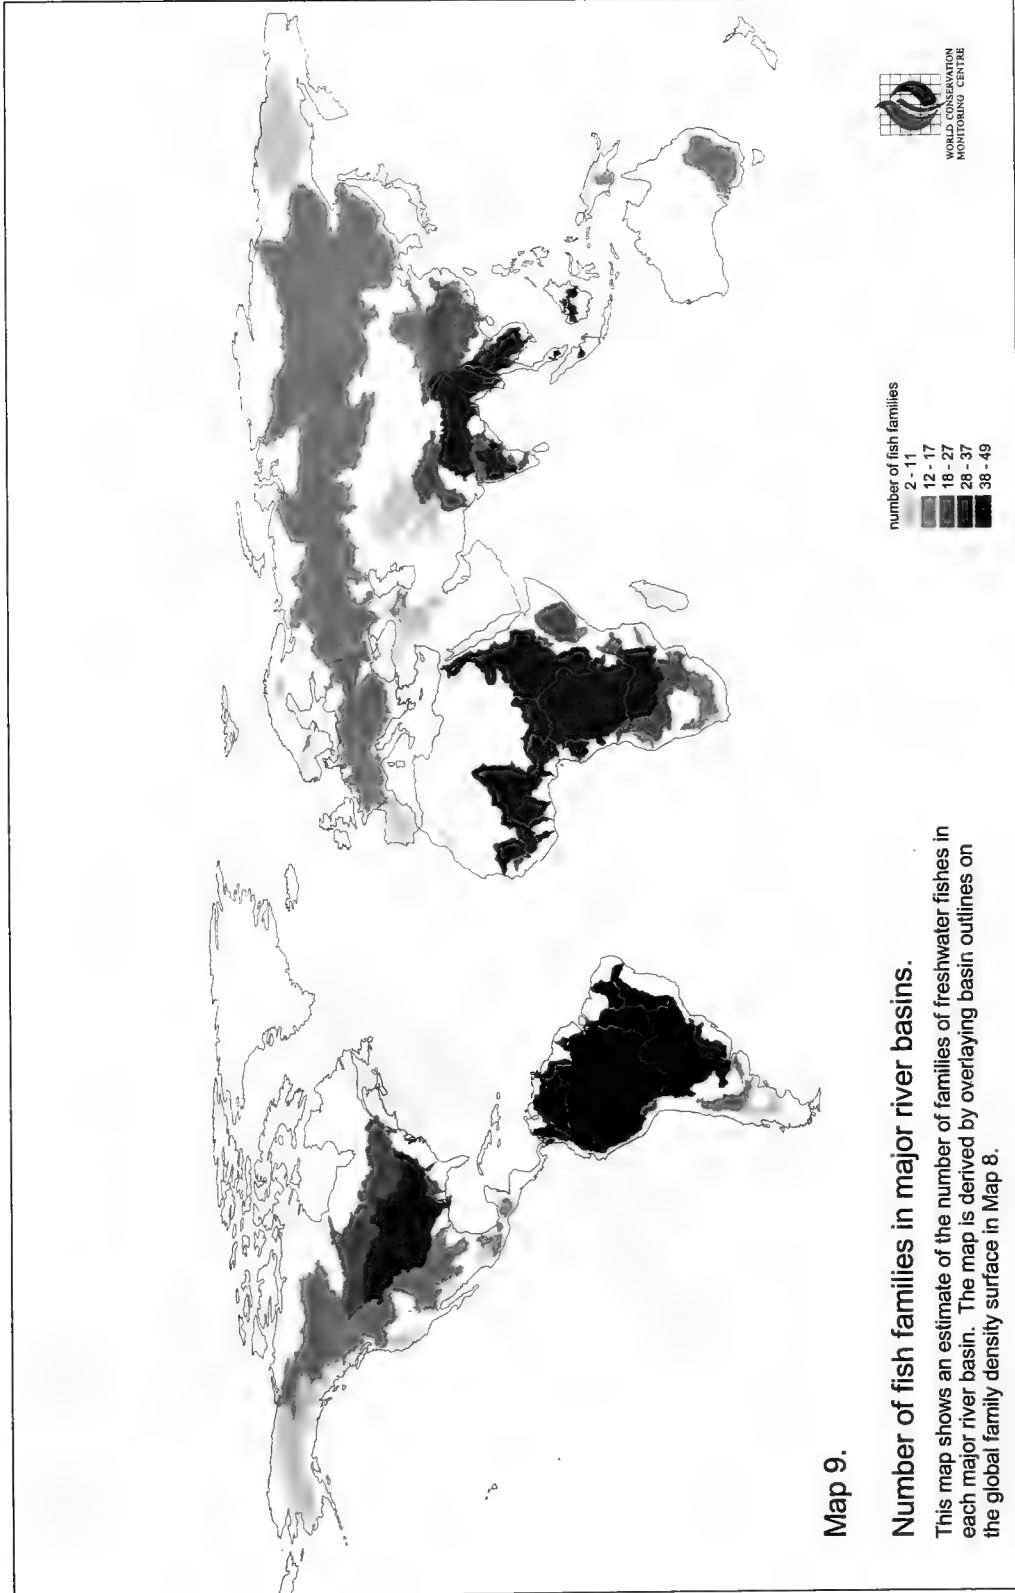 Map 9.
Number of fish families in major river basins.
This map shows an estimate of the number of families of freshwater fishes in
each major river basin.  The map is derived by overlaying basin outlines on
the global family density surface in Map 8.
number of fish families
2 - 11
12 - 17
18 - 27
28 - 37
38 - 49
WORLD CONSERVATION
MONITORING CENTRE